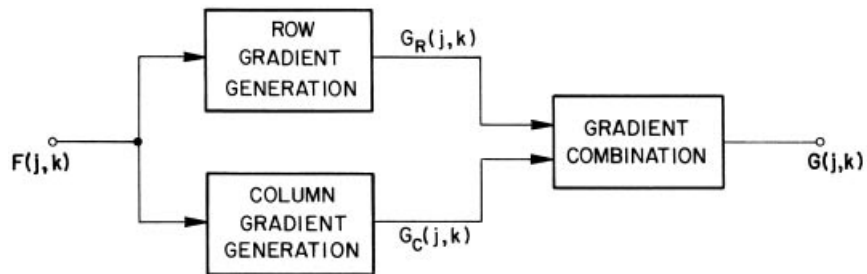 ROW
GRADIENT
GENERATION
G_R(j,k)
F(j,k)
GRADIENT
COMBINATION
G(j,k)
COLUMN
GRADIENT
GENERATION
G_C(j,k)